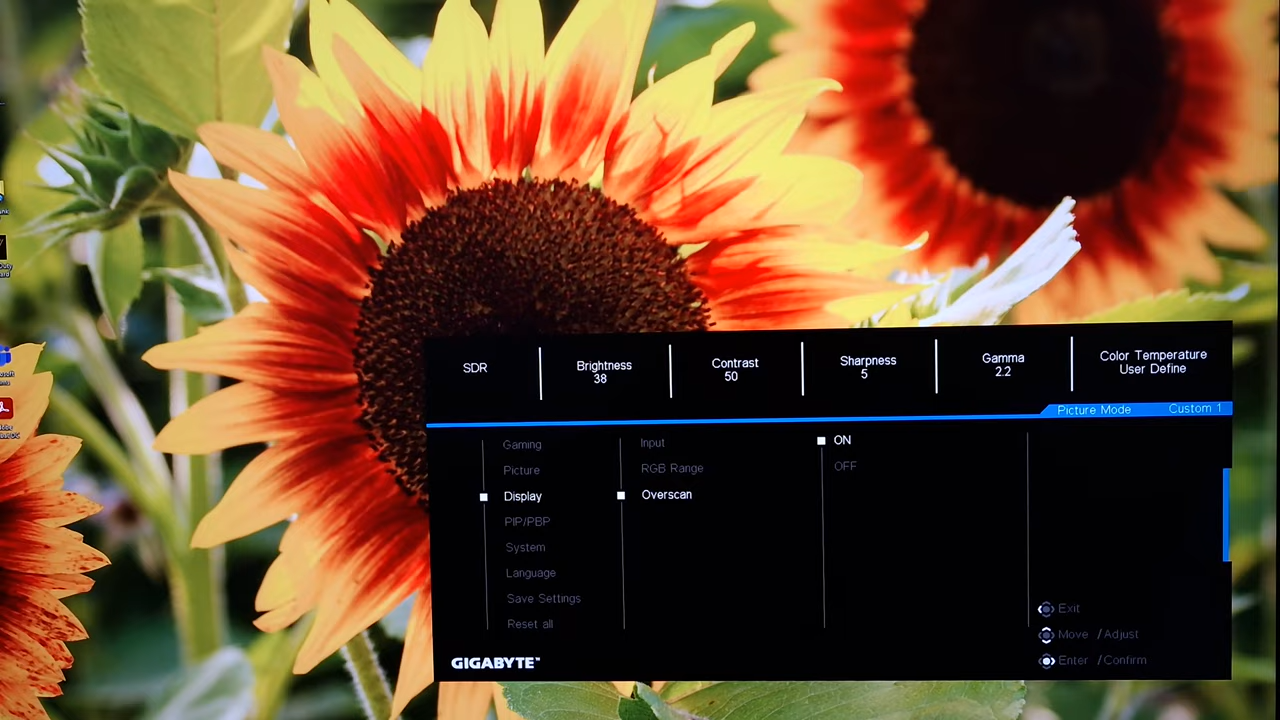 SDR
Brightness
38
Contrast
50
Sharpness
5
Gamma
2.2
Color Temperature
User Define
Picture Mode Custom 1
Gaming
Picture
Display
PIP/PBP
System
Language
Save Settings
Reset all
Input
RGB Range
Overscan
ON
OFF
Exit
Move / Adjust
Enter / Confirm
GIGABYTE™